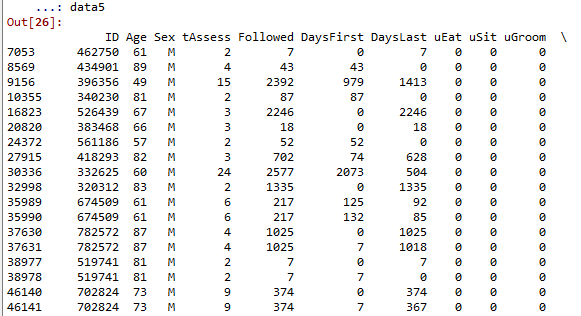 ...: data5
Out[26]:
ID Age Sex tAssess Followed DaysFirst DaysLast uEat uSit uGroom \
7053 462750 61 M 2 7 0 7 0 0 0
8569 434901 89 M 4 43 43 0 0 0 0
9156 396356 49 M 15 2392 979 1413 0 0 0
10355 340230 81 M 2 87 87 0 0 0 0
16823 526439 67 M 3 2246 0 2246 0 0 0
20820 383468 66 M 3 18 0 18 0 0 0
24372 561186 57 M 2 52 52 0 0 0 0
27915 418293 82 M 3 702 74 628 0 0 0
30336 332625 60 M 24 2577 2073 504 0 0 0
32998 320312 83 M 2 1335 0 1335 0 0 0
35989 674509 61 M 6 217 125 92 0 0 0
35990 674509 61 M 6 217 132 85 0 0 0
37630 782572 87 M 4 1025 0 1025 0 0 0
37631 782572 87 M 4 1025 7 1018 0 0 0
38977 519741 81 M 2 7 0 7 0 0 0
38978 519741 81 M 2 7 7 0 0 0 0
46140 702824 73 M 9 374 0 374 0 0 0
46141 702824 73 M 9 374 7 367 0 0 0